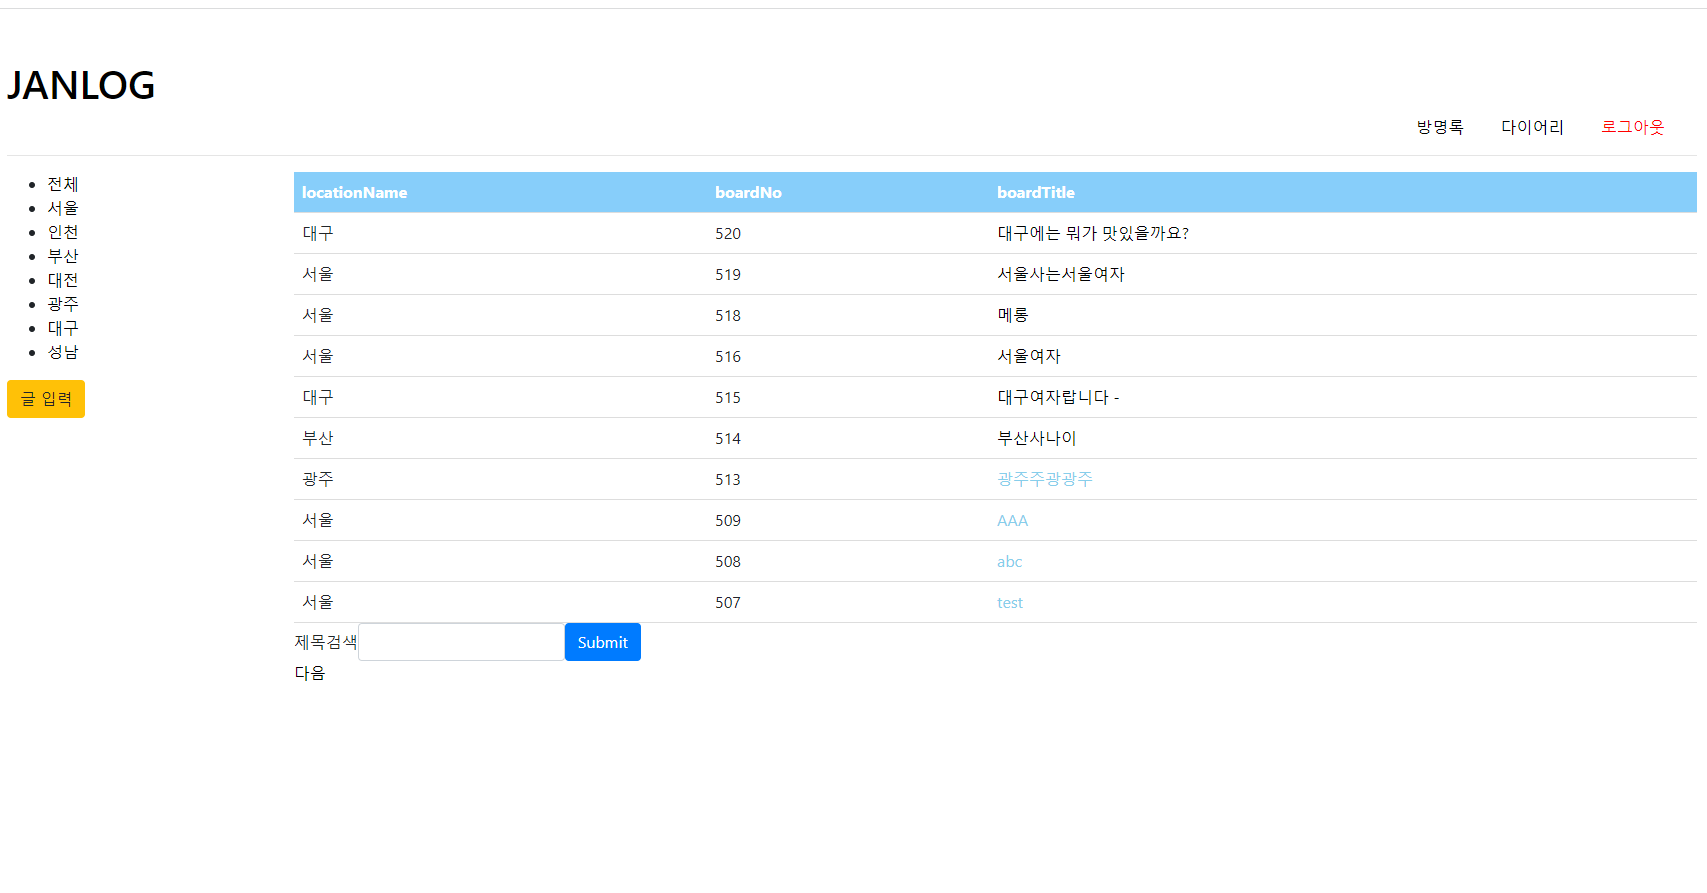 JANLOG
방명록 다이어리 로그아웃
전체
서울
인천
부산
대전
광주
대구
성남
글 입력
locationName boardNo boardTitle
대구 520 대구에는 뭐가 맛있을까요?
서울 519 서울사는서울여자
서울 518 메롱
서울 516 서울여자
대구 515 대구여자랍니다 -
부산 514 부산사나이
광주 513 광주주광광주
서울 509 AAA
서울 508 abc
서울 507 test
제목검색 Submit
다음